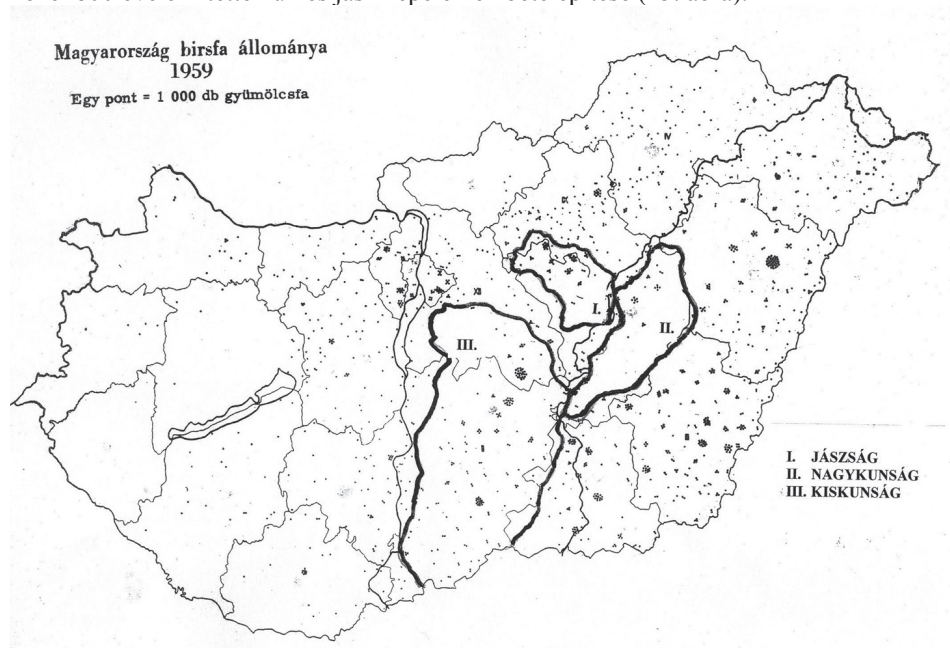 Magyarország birsfa állománya
1959
Egy pont = 1 000 db gyümölcsfa
I.
II.
III.
I. JÁSZSÁG
II. NAGYKUNSÁG
III. KISKUNSÁG